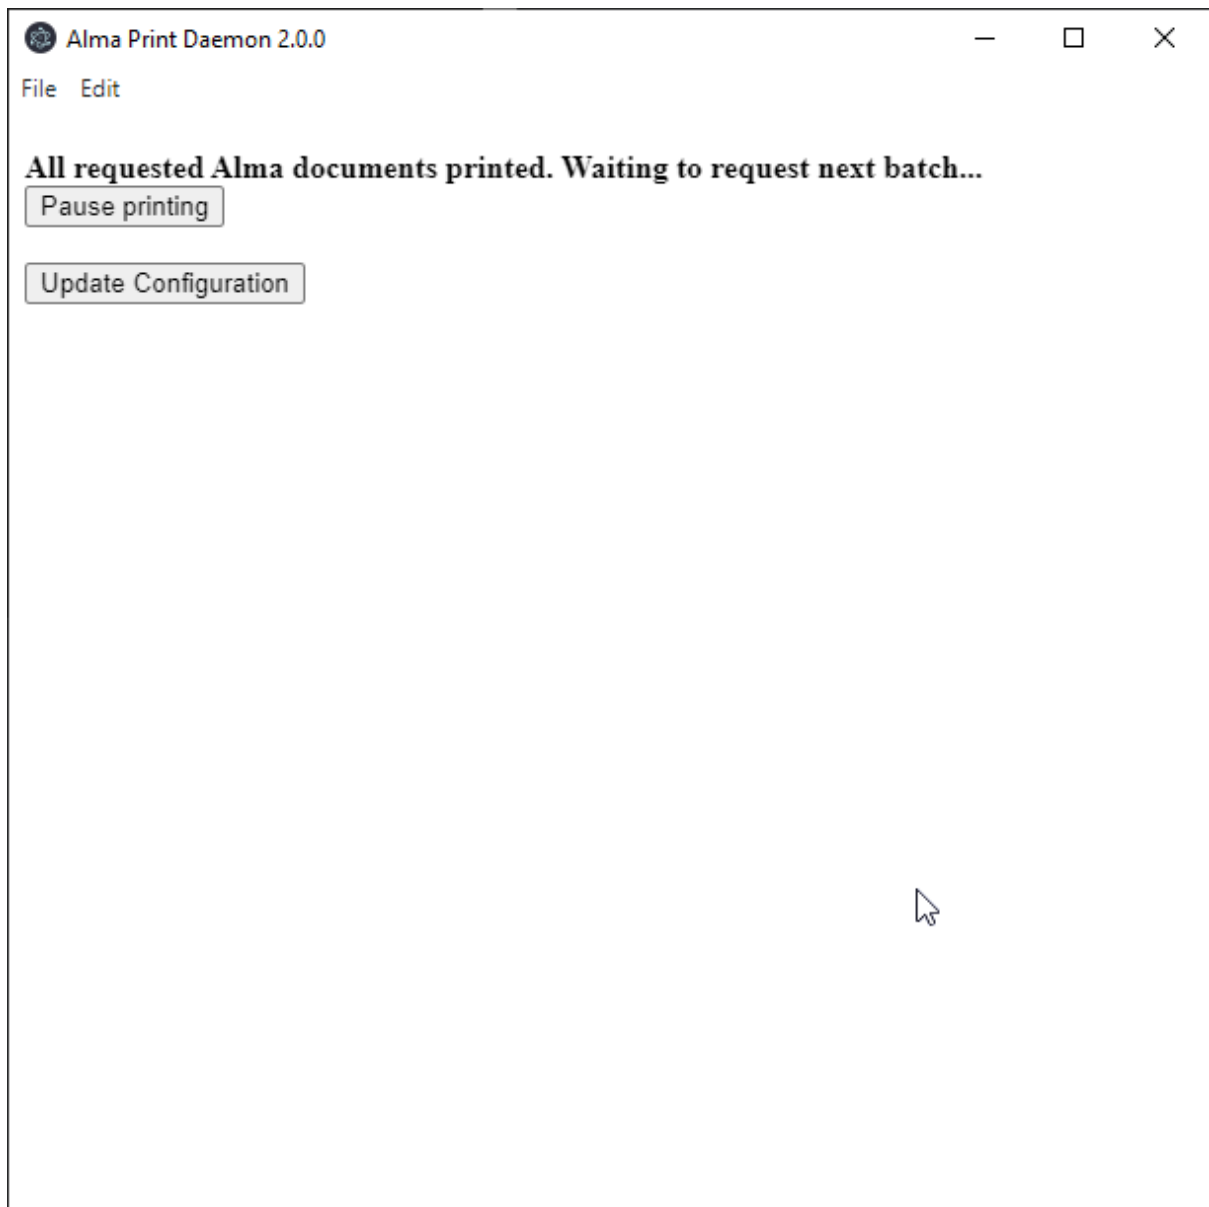 Alma Print Daemon 2.0.0
File Edit
All requested Alma documents printed. Waiting to request next batch...
Pause printing
Update Configuration